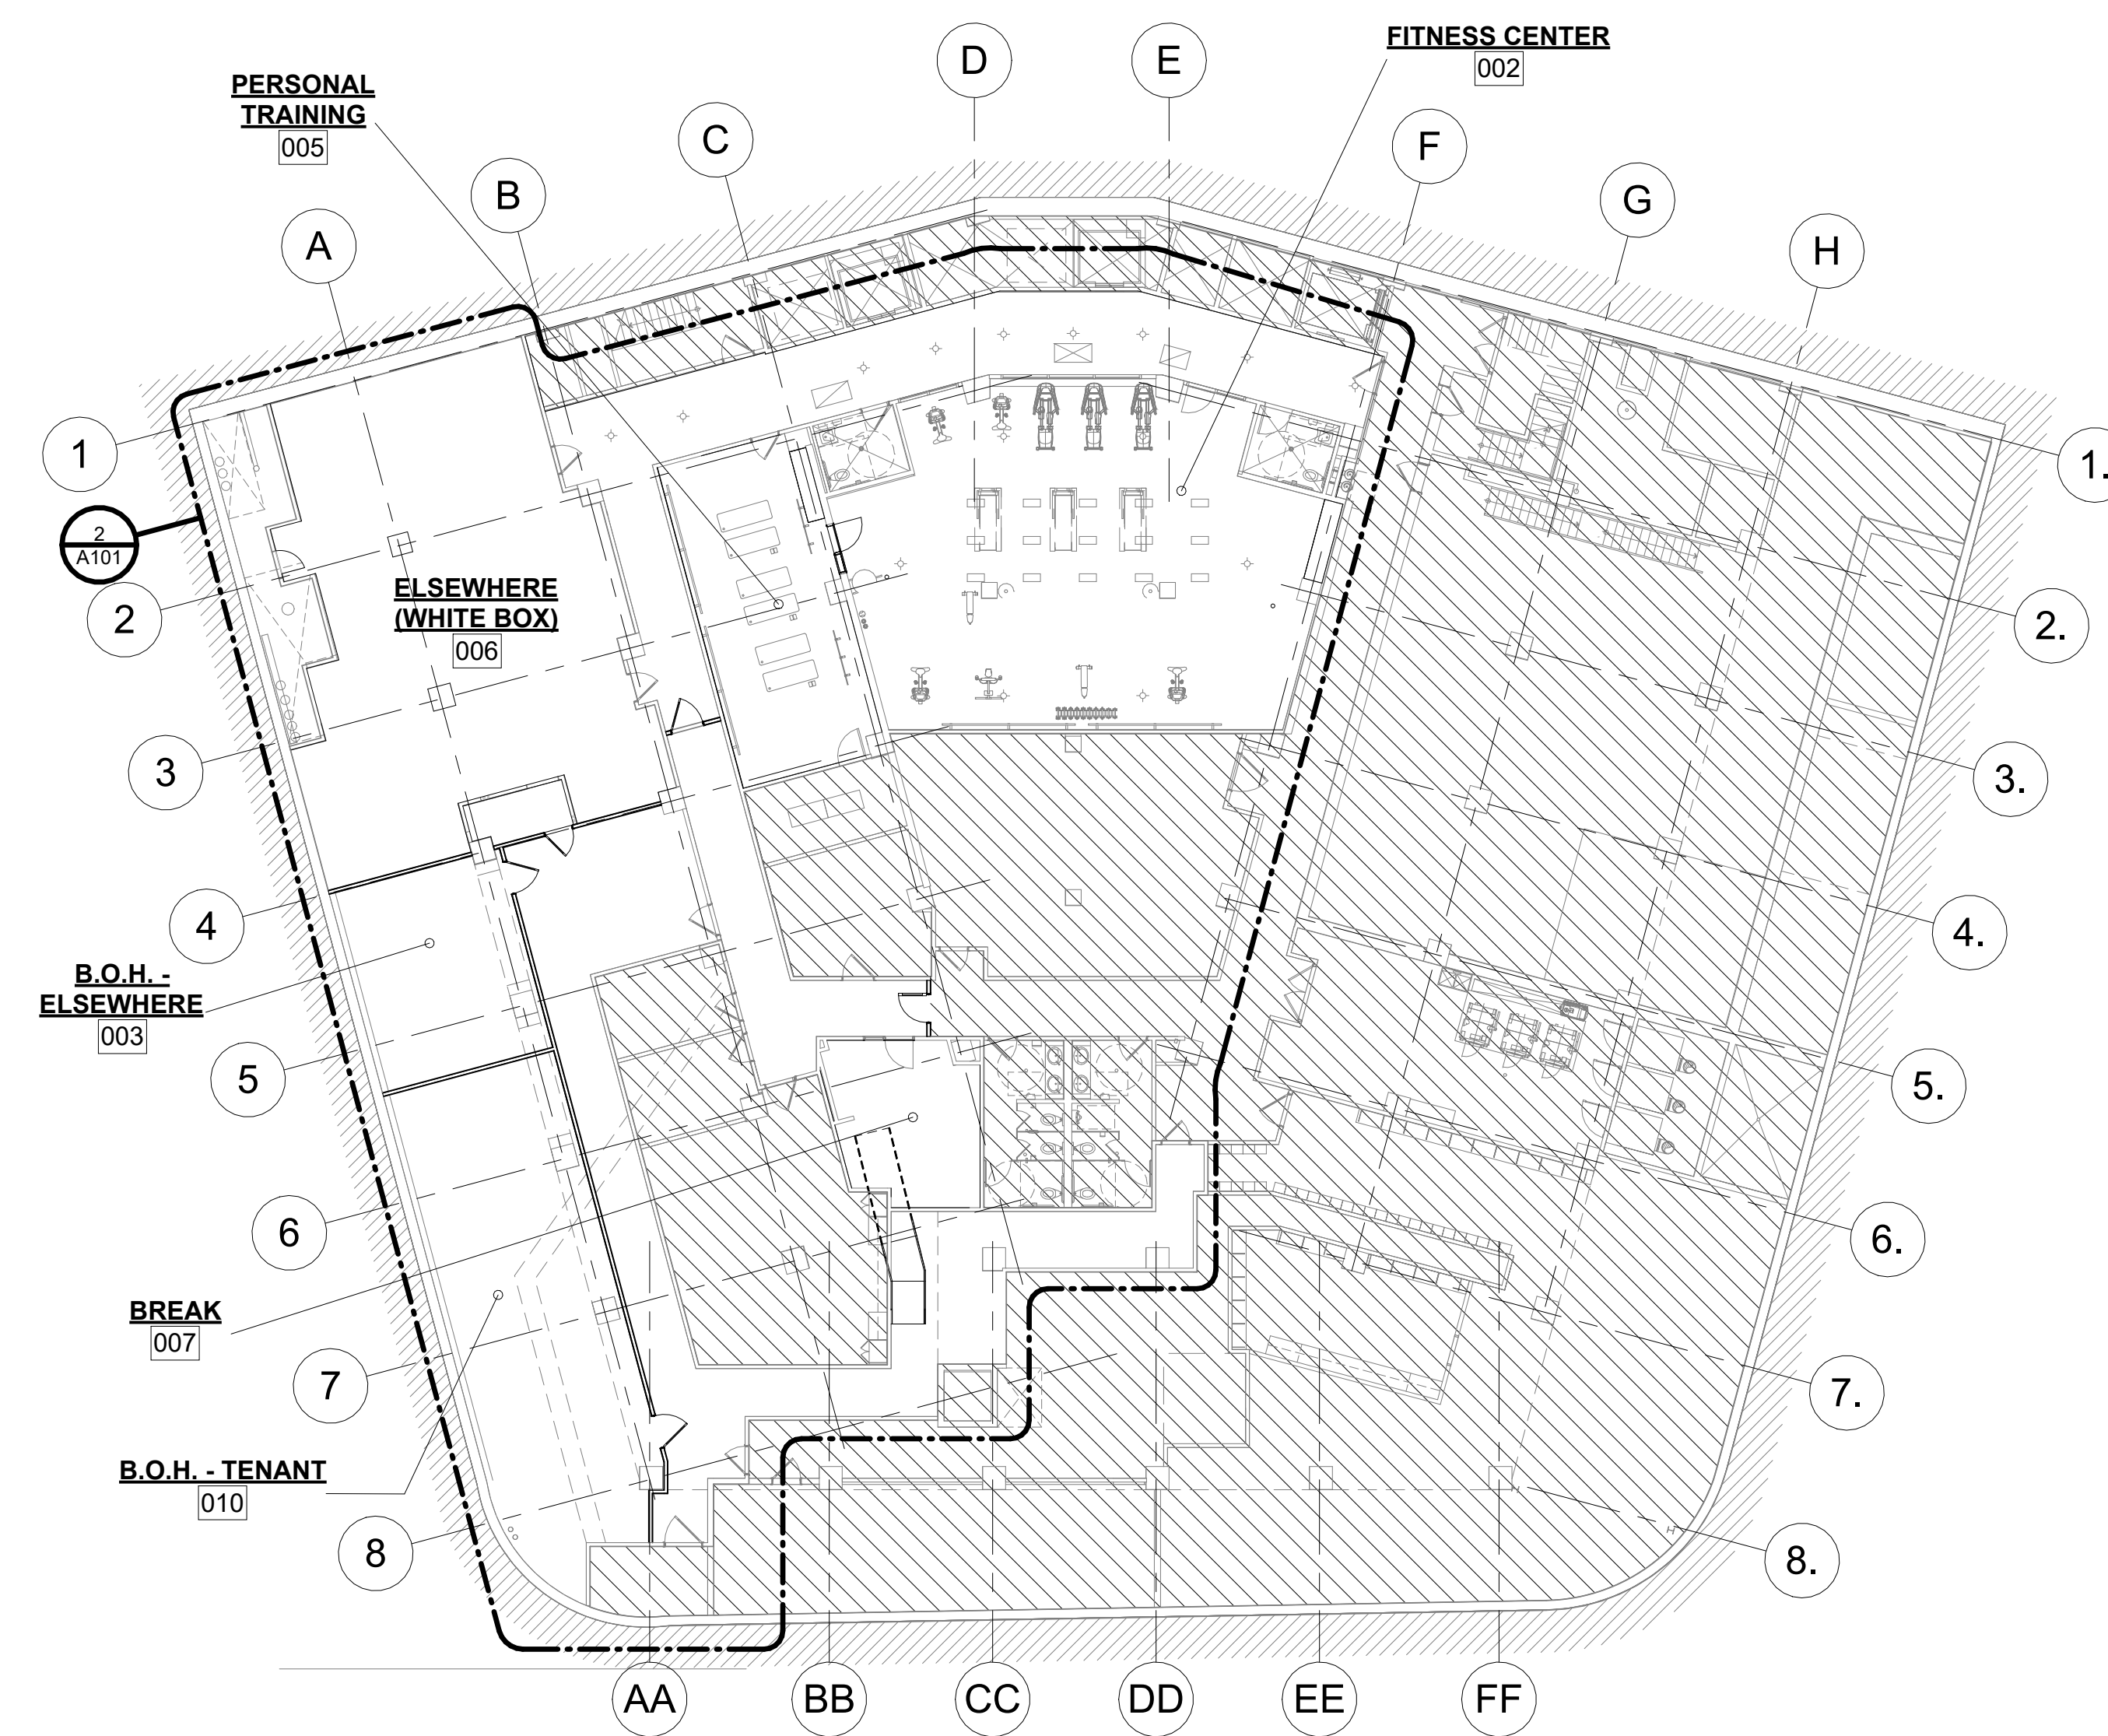 D
E
FITNESS CENTER
002
PERSONAL
TRAINING
005
C
F
B
G
A
H
1
1.
2
A101
2
ELSEWHERE
(WHITE BOX)
006
2.
3
3.
4
4.
B.O.H. -
ELSEWHERE
003
5
5.
6
6.
BREAK
007
7
7.
B.O.H. - TENANT
010
8
8.
AA
BB
CC
DD
EE
FF